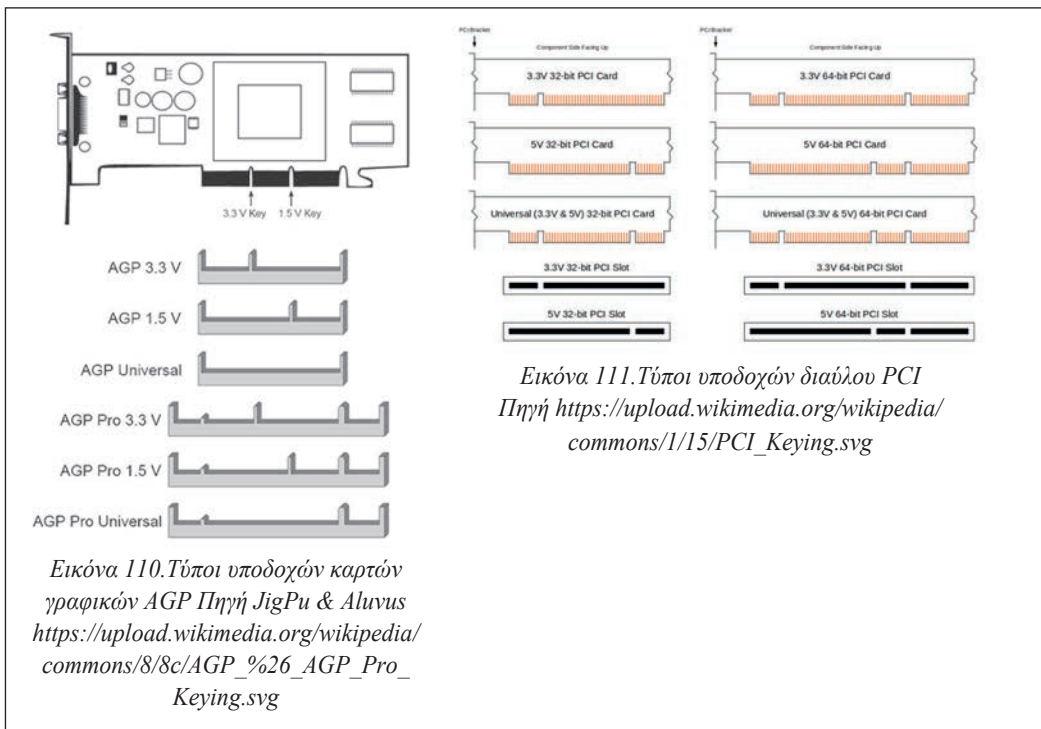 3.3 V Key 1.5 V Key
AGP 3.3 V
AGP 1.5 V
AGP Universal
AGP Pro 3.3 V
AGP Pro 1.5 V
AGP Pro Universal
Εικόνα 110.Τύποι υποδοχών καρτών
γραφικών AGP Πηγή JigPu & Aluvus
https://upload.wikimedia.org/wikipedia/
commons/8/8c/AGP_%26_AGP_Pro_
Keying.svg
PCI Bracket
Component Side Facing Up
3.3V 32-bit PCI Card
5V 32-bit PCI Card
Universal (3.3V & 5V) 32-bit PCI Card
3.3V 32-bit PCI Slot
5V 32-bit PCI Slot
PCI Bracket
Component Side Facing Up
3.3V 64-bit PCI Card
5V 64-bit PCI Card
Universal (3.3V & 5V) 64-bit PCI Card
3.3V 64-bit PCI Slot
5V 64-bit PCI Slot
Εικόνα 111.Τύποι υποδοχών διαύλου PCI
Πηγή https://upload.wikimedia.org/wikipedia/
commons/1/15/PCI_Keying.svg